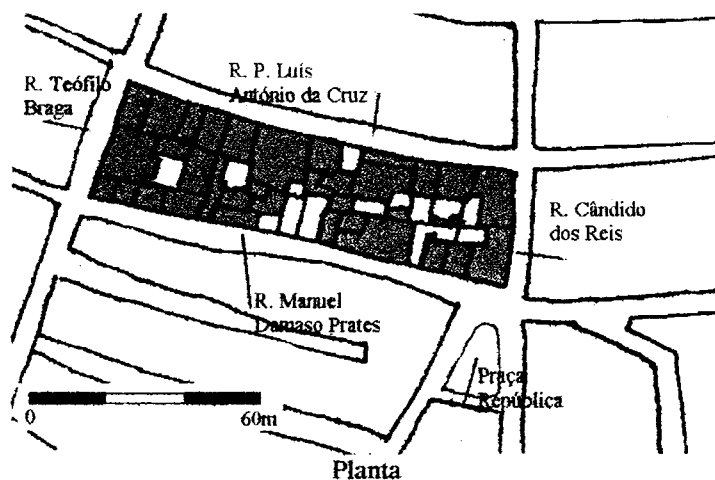 R. P. Luís
António da Cruz
R. Teófilo
Braga
R. Cândido
dos Reis
R. Manuel
Damaso Prates
Praça
República
0
60m
Planta